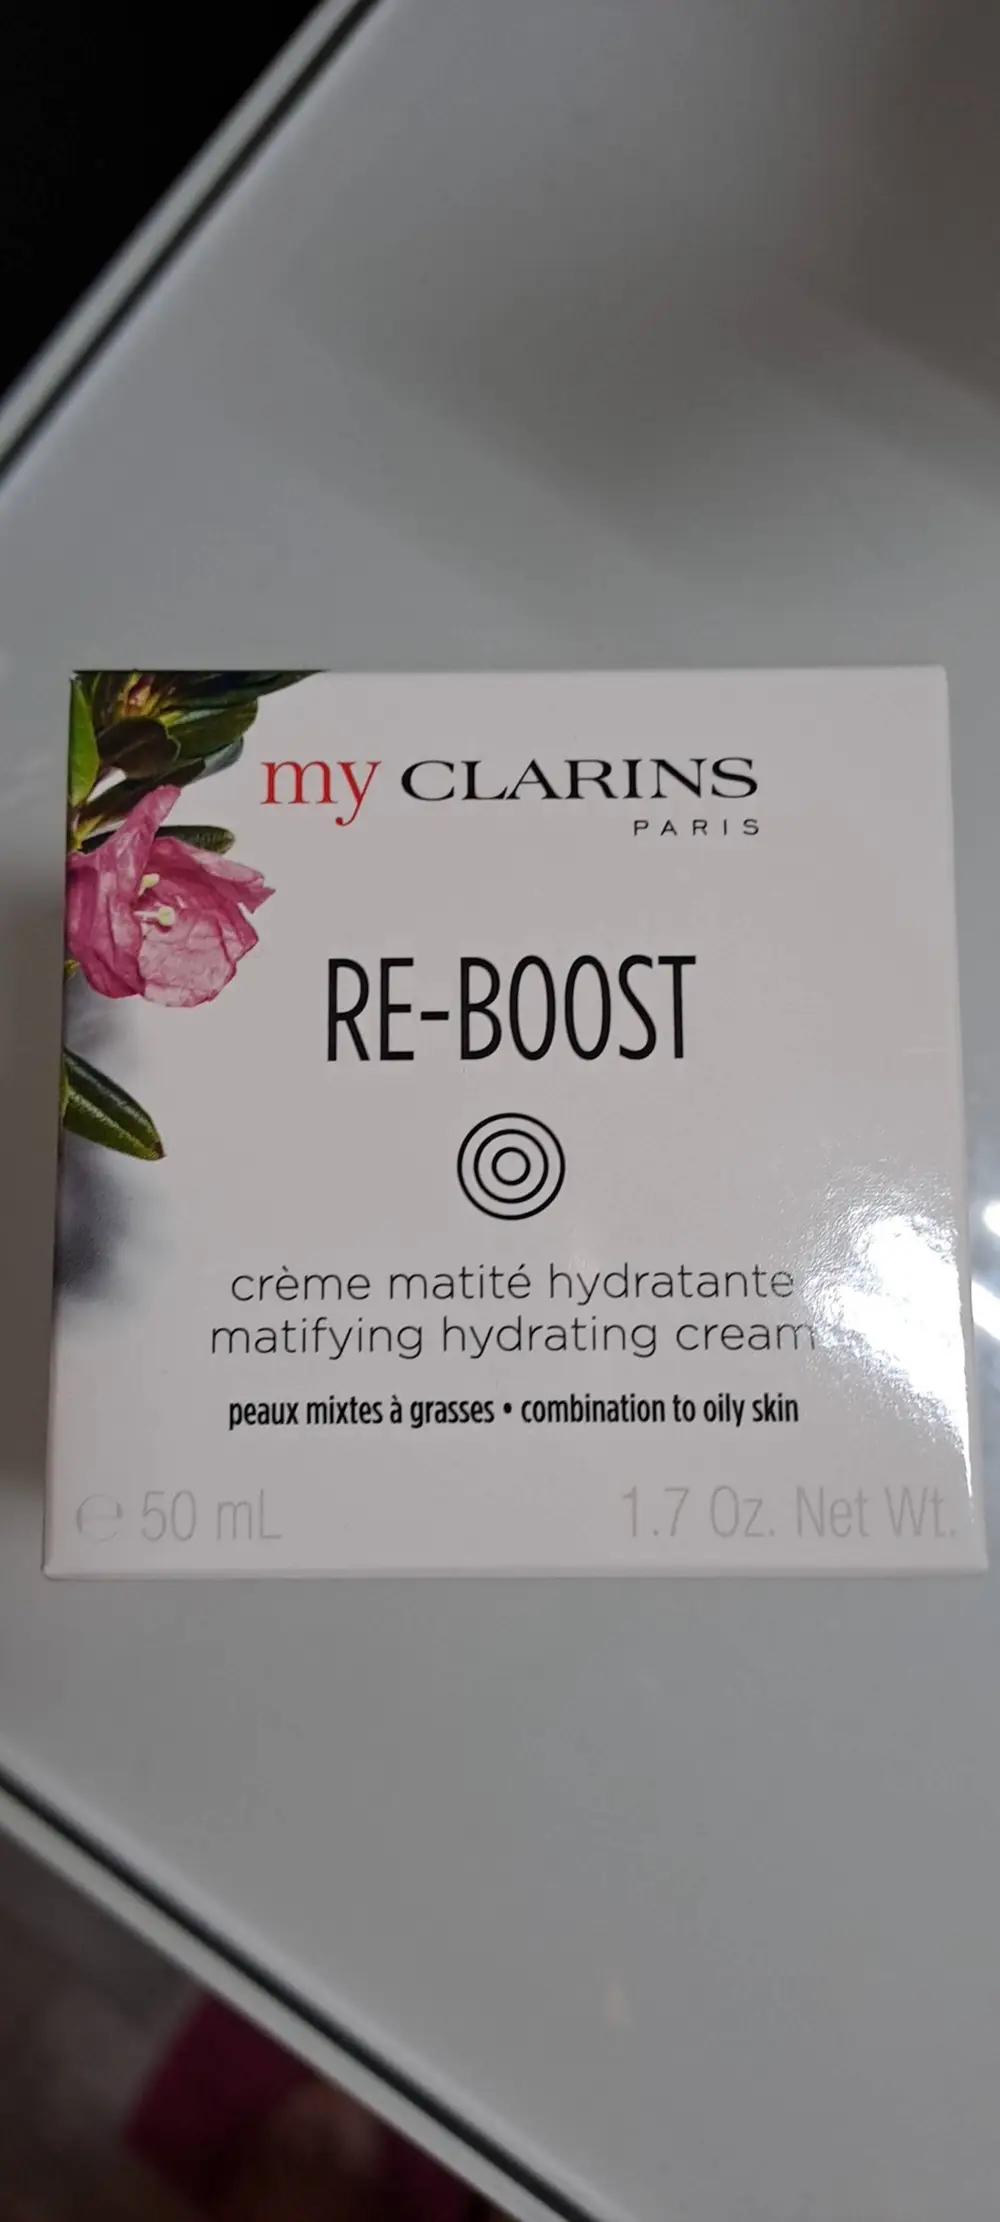 my CLARINS
PARIS
RE-BOOST
crème matité hydratante
matifying hydrating cream
peaux mixtes à grasses • combination to oily skin
℮ 50 mL 1.7 Oz. Net Wt.